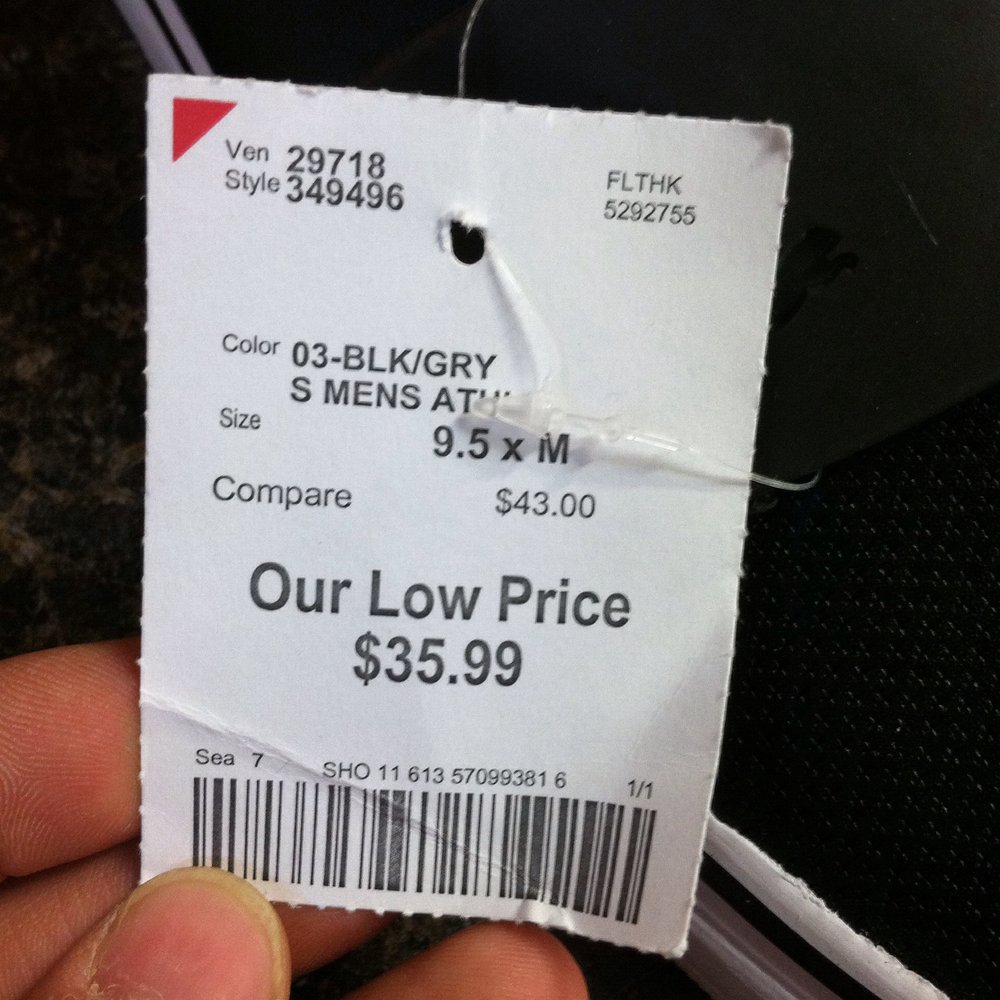 Ven 29718
Style 349496
FLTHK
5292755
Color 03-BLK/GRY
S MENS
Size 9.5 x M
Compare $43.00
Our Low Price
$35.99
Sea 7
SHO 11 613 57099381 6
1/1